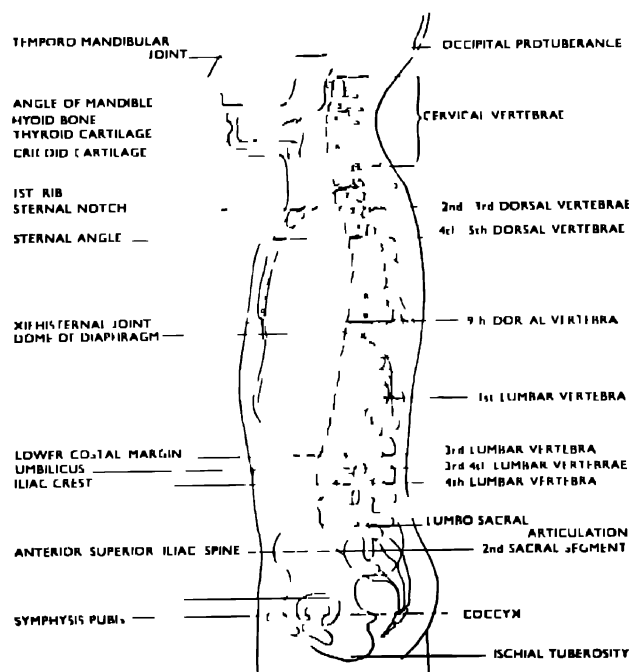 TEMPORO MANDIBULAR
JOINT
ANGLE OF MANDIBLE
HYOID BONE
THYROID CARTILAGE
CRICOID CARTILAGE
1ST RIB
STERNAL NOTCH
STERNAL ANGLE
XIPHISTERNAL JOINT
DOME OF DIAPHRAGM
LOWER COSTAL MARGIN
UMBILICUS
ILIAC CREST
ANTERIOR SUPERIOR ILIAC SPINE
SYMPHYSIS PUBIS
OCCIPITAL PROTUBERANCE
CERVICAL VERTEBRAE
2nd 3rd DORSAL VERTEBRAE
4th 5th DORSAL VERTEBRAE
9th DORSAL VERTEBRA
1st LUMBAR VERTEBRA
3rd LUMBAR VERTEBRA
3rd 4th LUMBAR VERTEBRAE
4th LUMBAR VERTEBRA
LUMBO SACRAL
ARTICULATION
2nd SACRAL SEGMENT
COCCYX
ISCHIAL TUBEROSITY